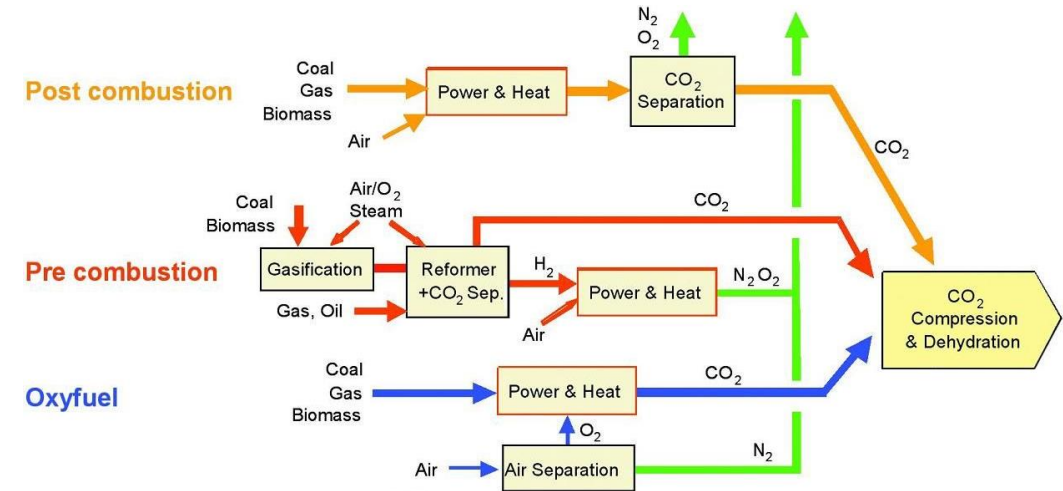 N2
O2
Post combustion
Coal
Gas
Biomass
Air
Power & Heat
CO2
Separation
CO2
Pre combustion
Coal
Biomass
Air/O2
Steam
Gasification
Gas, Oil
Reformer
+CO2 Sep.
H2
Air
Power & Heat
N2 O2
CO2
CO2
Compression
& Dehydration
Oxyfuel
Coal
Gas
Biomass
Power & Heat
CO2
O2
Air
Air Separation
N2